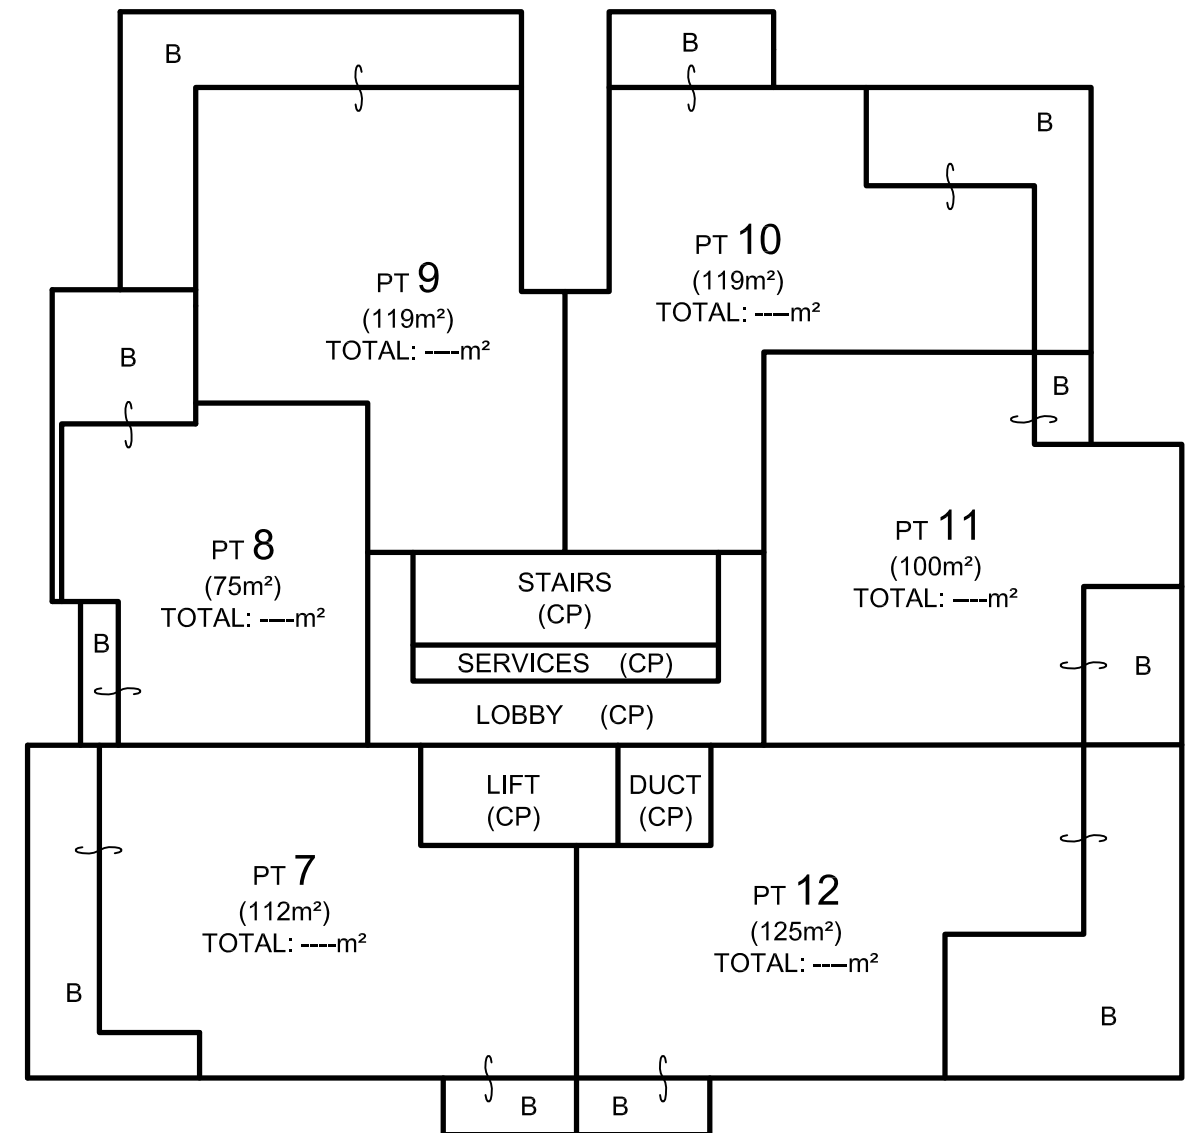 B
PT 9
(119m²)
TOTAL: ----m²
B
B
PT 10
(119m²)
TOTAL: ----m²
B
PT 8
(75m²)
TOTAL: ----m²
B
B
PT 11
(100m²)
TOTAL: ----m²
B
STAIRS
(CP)
SERVICES (CP)
LOBBY (CP)
LIFT
(CP)
DUCT
(CP)
PT 7
(112m²)
TOTAL: ----m²
B
B
PT 12
(125m²)
TOTAL: ----m²
B
B